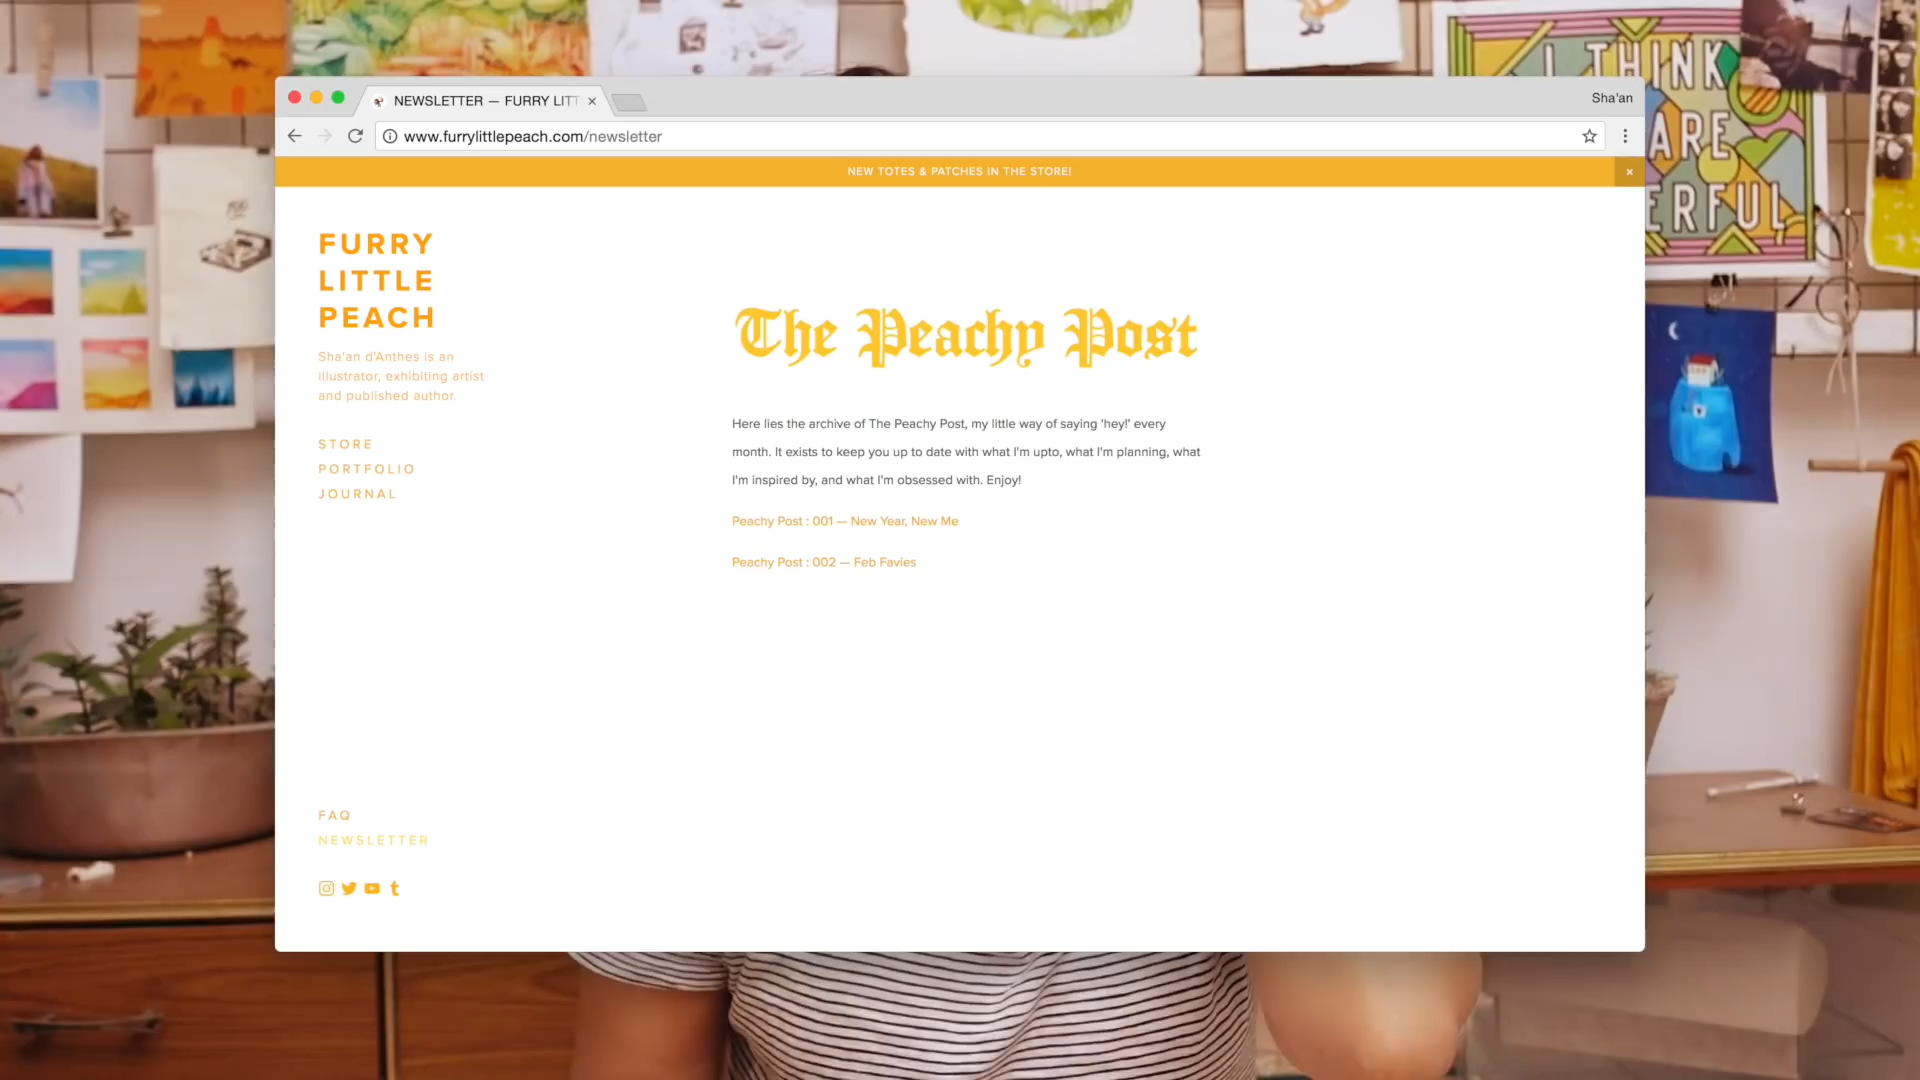 I THINK
ARE
ERFUL
NEWSLETTER — FURRY LITT
Sha'an
www.furrylittlepeach.com/newsletter
NEW TOTES & PATCHES IN THE STORE!
FURRY
LITTLE
PEACH
Sha'an d'Anthes is an
illustrator, exhibiting artist
and published author.
STORE
PORTFOLIO
JOURNAL
The Peachy Post
Here lies the archive of The Peachy Post, my little way of saying 'hey!' every
month. It exists to keep you up to date with what I'm upto, what I'm planning, what
I'm inspired by, and what I'm obsessed with. Enjoy!
Peachy Post : 001 — New Year, New Me
Peachy Post : 002 — Feb Favies
FAQ
NEWSLETTER